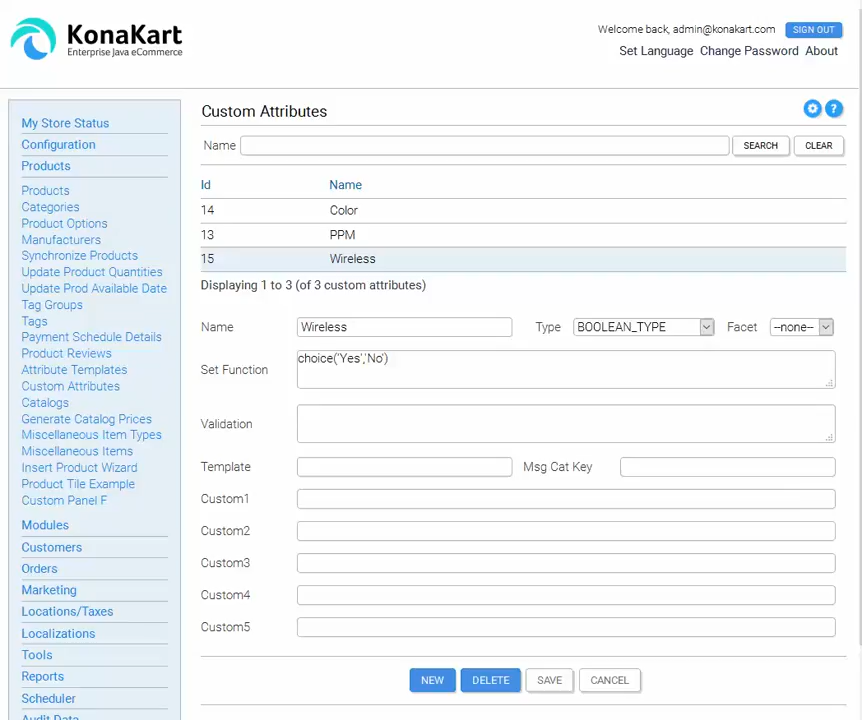 KonaKart
Enterprise Java eCommerce
Welcome back, admin@konakart.com SIGN OUT
Set Language Change Password About
My Store Status
Configuration
Products
Products
Categories
Product Options
Manufacturers
Synchronize Products
Update Product Quantities
Update Prod Available Date
Tag Groups
Tags
Payment Schedule Details
Product Reviews
Attribute Templates
Custom Attributes
Catalogs
Generate Catalog Prices
Miscellaneous Item Types
Miscellaneous Items
Insert Product Wizard
Product Tile Example
Custom Panel F
Modules
Customers
Orders
Marketing
Locations/Taxes
Localizations
Tools
Reports
Scheduler
Audit Data
Custom Attributes ?
Name SEARCH CLEAR
Id Name
14 Color
13 PPM
15 Wireless
Displaying 1 to 3 (of 3 custom attributes)
Name Wireless Type BOOLEAN_TYPE Facet --none--
Set Function choice('Yes','No')
Validation
Template Msg Cat Key
Custom1
Custom2
Custom3
Custom4
Custom5
NEW DELETE SAVE CANCEL